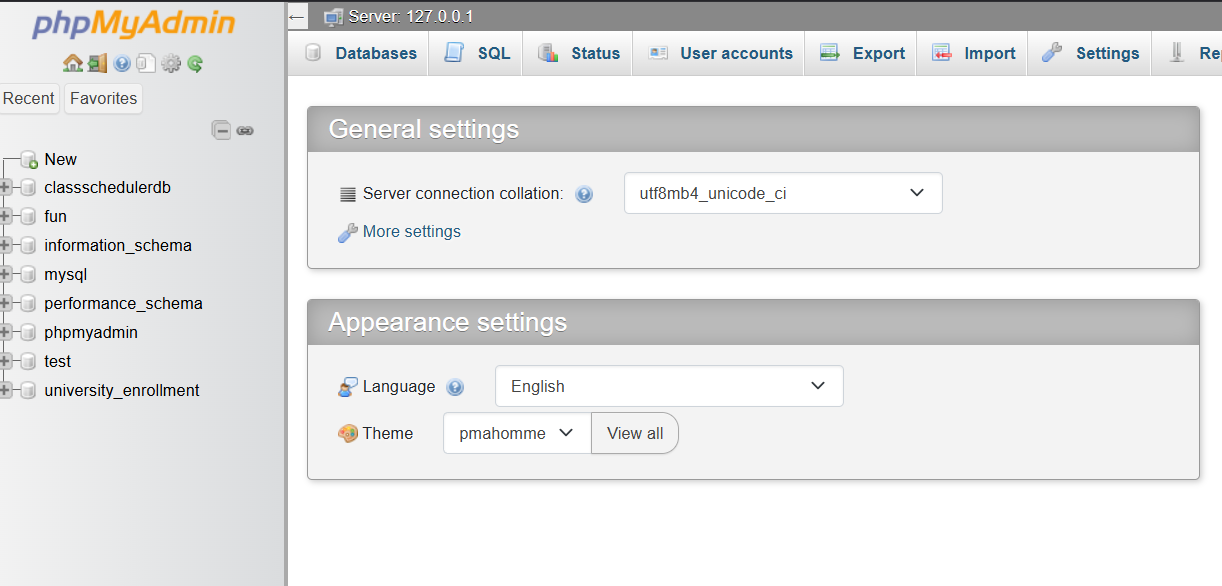 phpMyAdmin
Recent Favorites
New
classschedulerdb
fun
information_schema
mysql
performance_schema
phpmyadmin
test
university_enrollment
Server: 127.0.0.1
Databases SQL Status User accounts Export Import Settings
General settings
Server connection collation: utf8mb4_unicode_ci
More settings
Appearance settings
Language English
Theme pmahomme View all